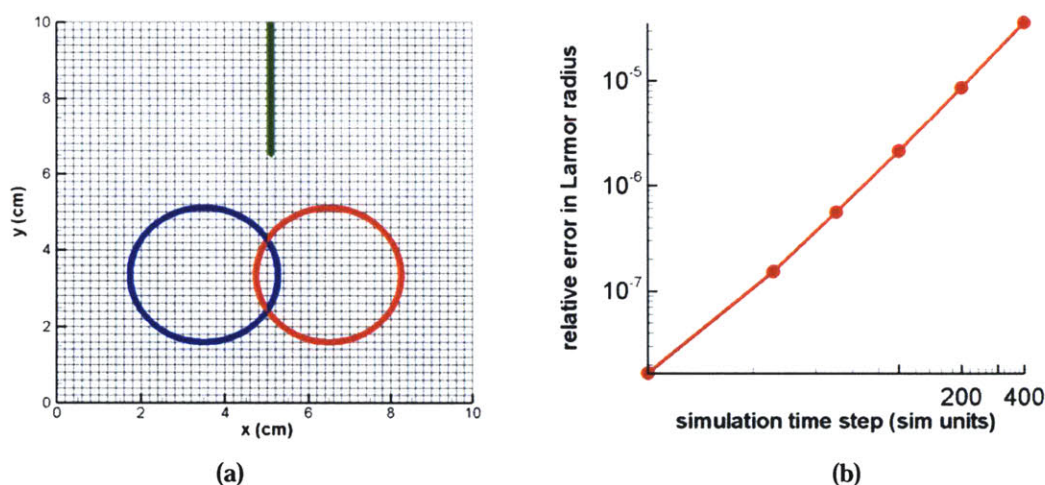 10
8
6
4
2
0
y (cm)
0 2 4 6 8 10
x (cm)
(a)
10-5
10-6
10-7
relative error in Larmor radius
200 400
simulation time step (sim units)
(b)